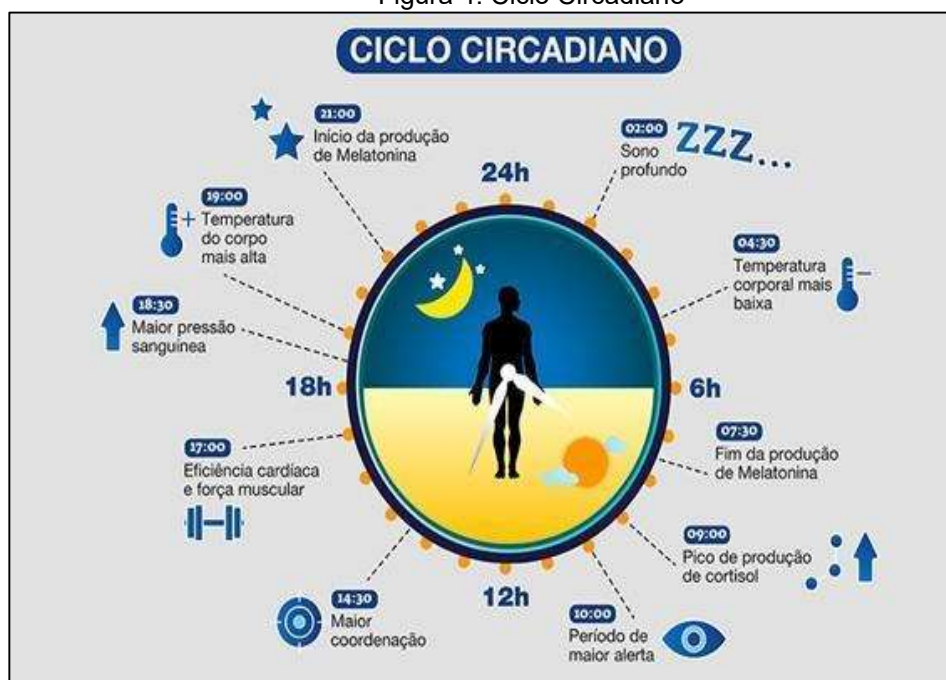 Figura 4. Ciclo Circadiano
CICLO CIRCADIANO
24h
02:00
Sono
profundo
ZZZ...
04:30
Temperatura
corporal mais
baixa
6h
07:30
Fim da produção
de Melatonina
09:00
Pico de produção
de cortisol
10:00
Período de
maior alerta
12h
14:30
Maior
coordenação
17:00
Eficiência cardíaca
e força muscular
18h
18:30
Maior pressão
sanguinea
19:00
Temperatura
do corpo
mais alta
21:00
Início da produção
de Melatonina